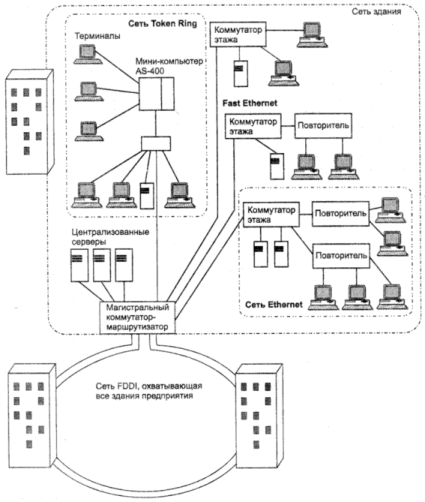 Сеть здания
Сеть Token Ring
Терминалы
Мини-компьютер
AS-400
Коммутатор
этажа
Fast Ethernet
Коммутатор
этажа
Повторитель
Коммутатор
этажа
Повторитель
Повторитель
Сеть Ethernet
Централизованные
серверы
Магистральный
коммутатор-
маршрутизатор
Сеть FDDI, охватывающая
все здания предприятия